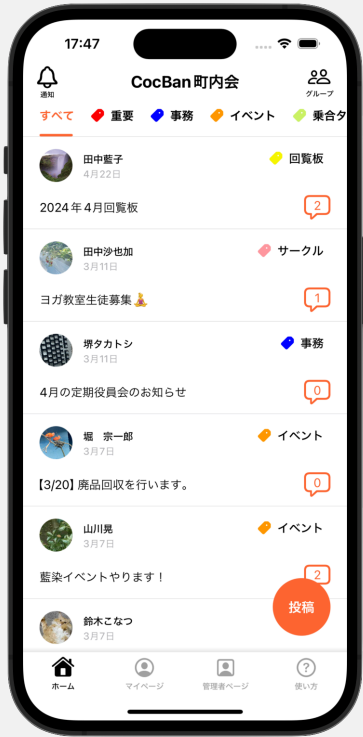 17:47
通知
CocBan町内会
グループ
すべて 重要 事務 イベント 乗合タ
田中藍子 回覧板
4月22日
2024年4月回覧板 2
田中沙也加 サークル
3月11日
ヨガ教室生徒募集🧘 1
堺タカトシ 事務
3月11日
4月の定期役員会のお知らせ 0
堀 宗一郎 イベント
3月7日
【3/20】廃品回収を行います。 0
山川晃 イベント
3月7日
藍染イベントやります！ 2
鈴木こなつ
3月7日
投稿
ホーム マイページ 管理者ページ 使い方